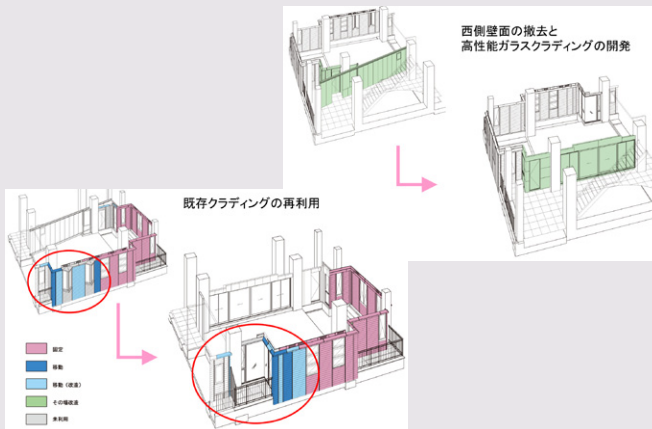 西側壁面の撤去と
高性能ガラスクラディングの開発
既存クラディングの再利用
固定
移動
移動（改造）
その場改造
未利用